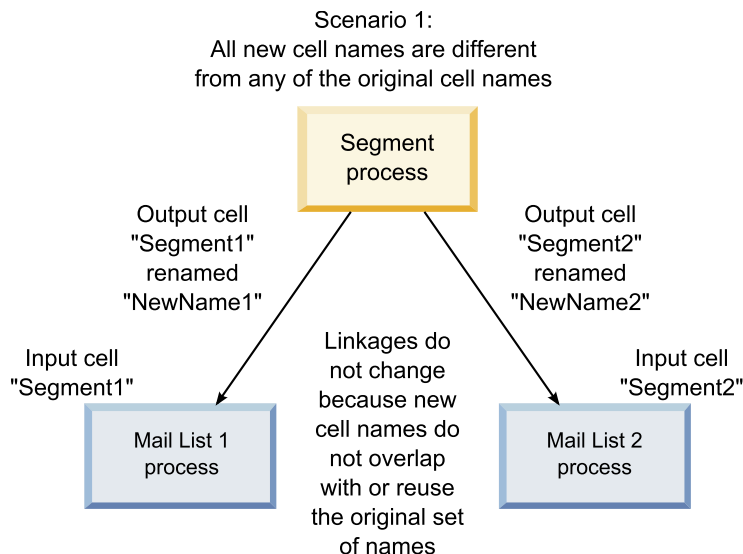 Scenario 1:
All new cell names are different
from any of the original cell names
Segment
process
Output cell
"Segment1"
renamed
"NewName1"
Output cell
"Segment2"
renamed
"NewName2"
Input cell
"Segment1"
Linkages do
not change
because new
cell names do
not overlap
with or reuse
the original set
of names
Input cell
"Segment2"
Mail List 1
process
Mail List 2
process